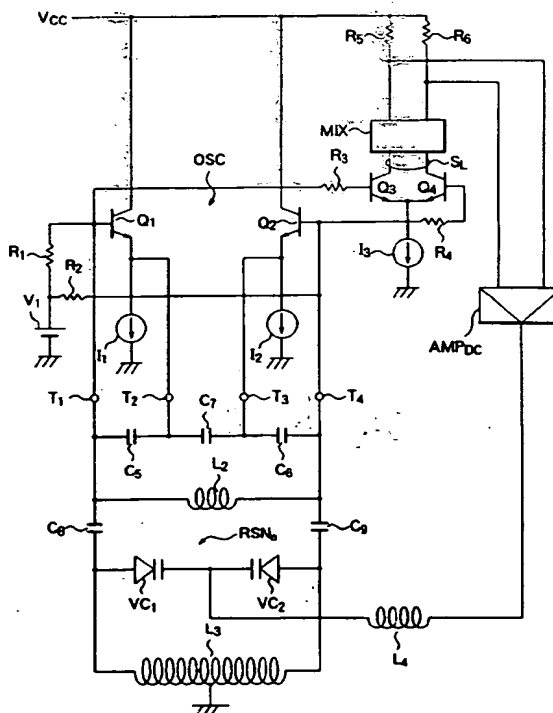 VCC
R5
R6
MIX
OSC
R3
SL
Q3
Q4
Q1
Q2
R1
R2
I3
R4
V1
I1
I2
AMPDC
T1
T2
C7
T3
T4
C5
C6
L2
C8
RSNa
C9
VC1
VC2
L3
L4